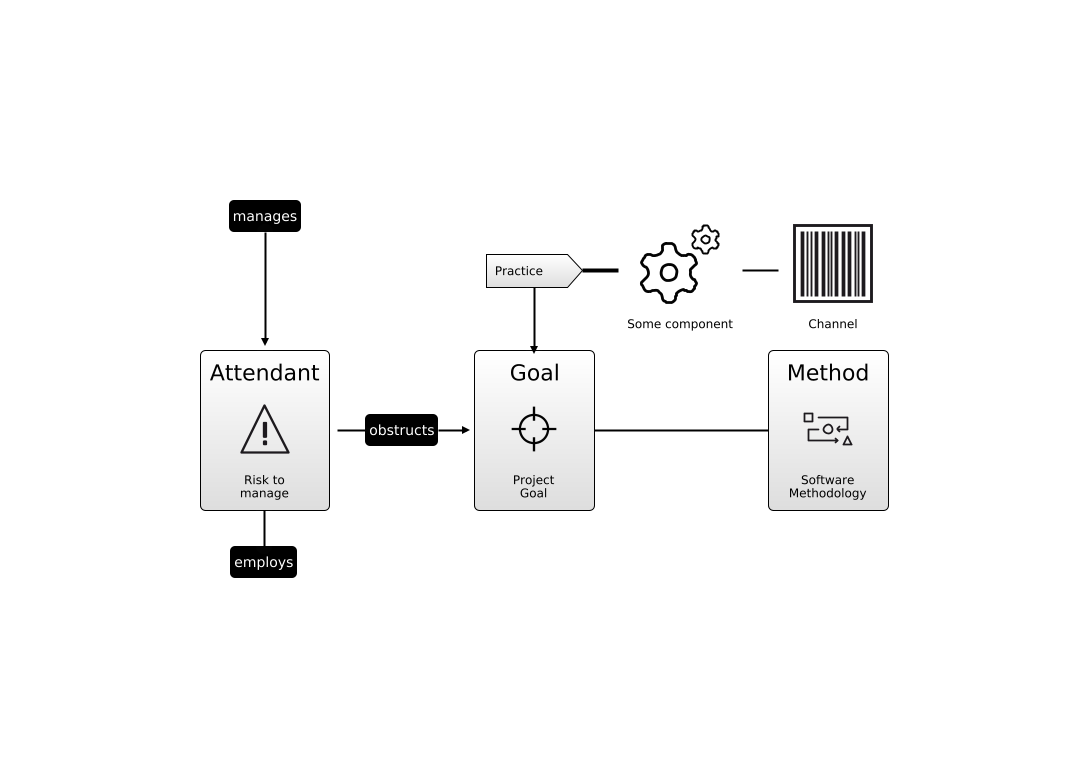 manages
Practice
Some component
Channel
Attendant
Risk to
manage
obstructs
Goal
Project
Goal
Method
Software
Methodology
employs